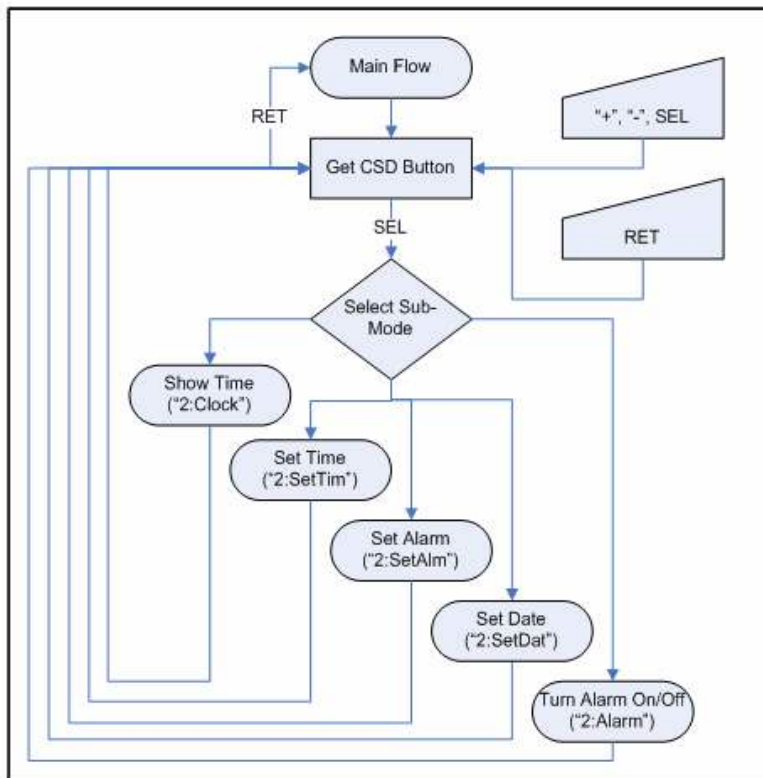 Main Flow
RET
“+”, “-”, SEL
Get CSD Button
SEL
RET
Select Sub-
Mode
Show Time
(“2:Clock”)
Set Time
(“2:SetTim”)
Set Alarm
(“2:SetAlm”)
Set Date
(“2:SetDat”)
Turn Alarm On/Off
(“2:Alarm”)